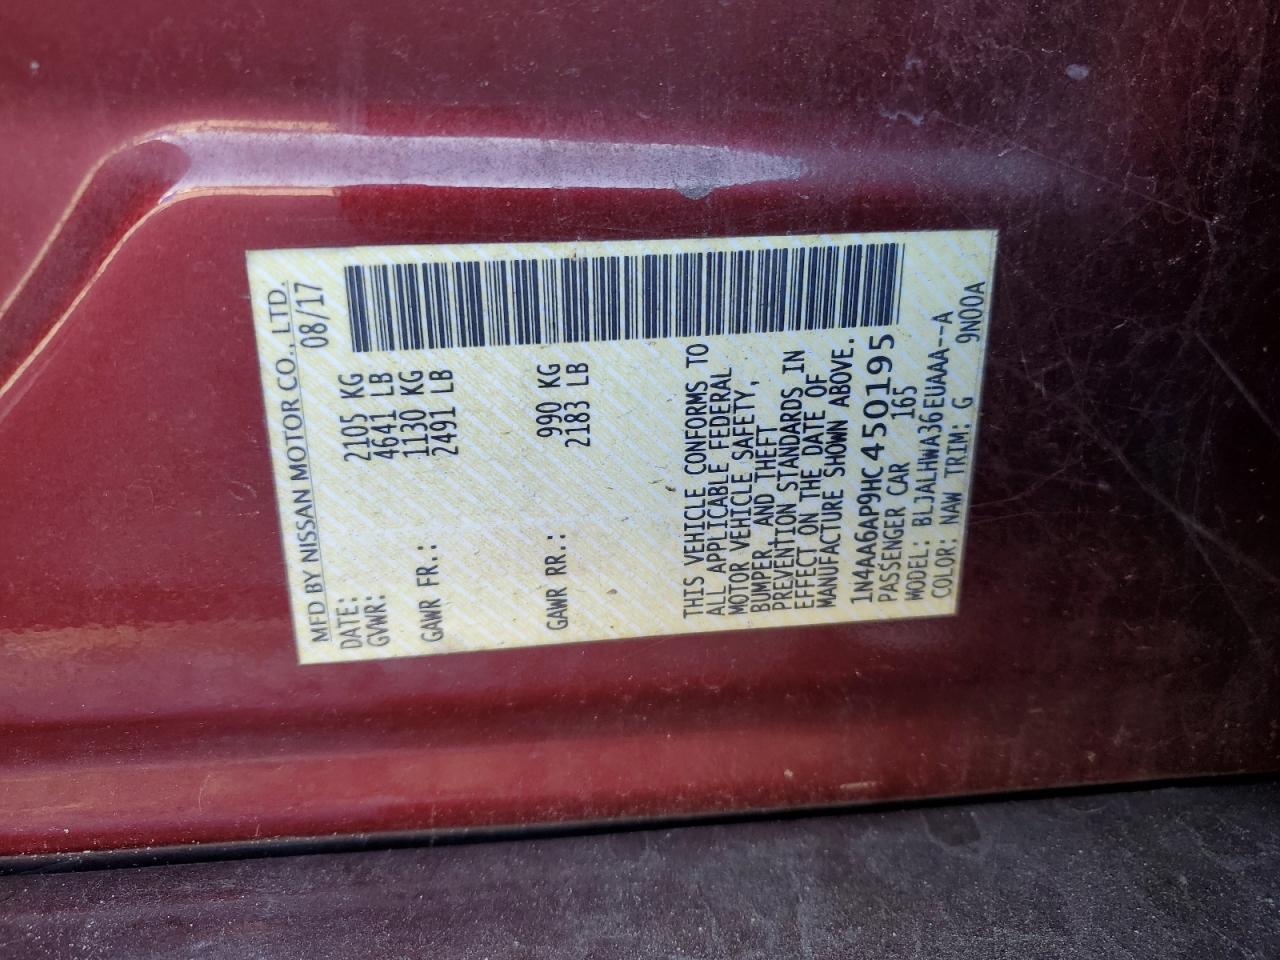 MFD BY NISSAN MOTOR CO., LTD.
DATE: 08/17
GVWR: 2105 KG
4641 LB
GAWR FR.: 1130 KG
2491 LB
GAWR RR.: 990 KG
2183 LB
THIS VEHICLE CONFORMS TO
ALL APPLICABLE FEDERAL
MOTOR VEHICLE SAFETY,
BUMPER, AND THEFT
PREVENTION STANDARDS IN
EFFECT ON THE DATE OF
MANUFACTURE SHOWN ABOVE.
1N4AA6AP9HC450195
PASSENGER CAR 165
MODEL: BLJALHWA36EUAAA--A
COLOR: NAW TRIM: G 9N00A